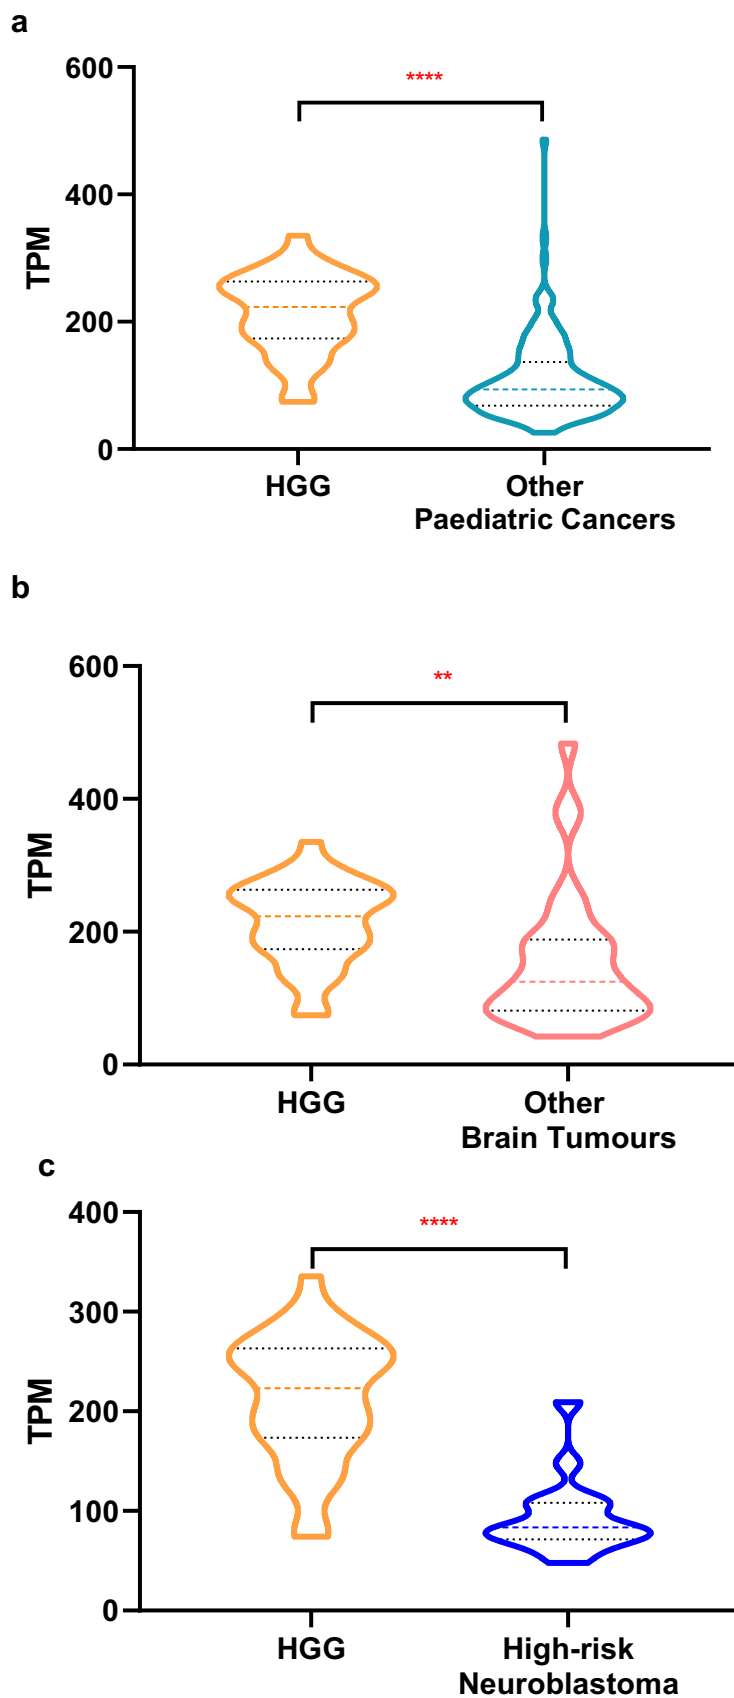 a
600
****
400
TPM
200
0
HGG
Other
Paediatric Cancers
b
600
**
400
TPM
200
0
HGG
Other
Brain Tumours
c
400
****
300
TPM
200
100
0
HGG
High-risk
Neuroblastoma